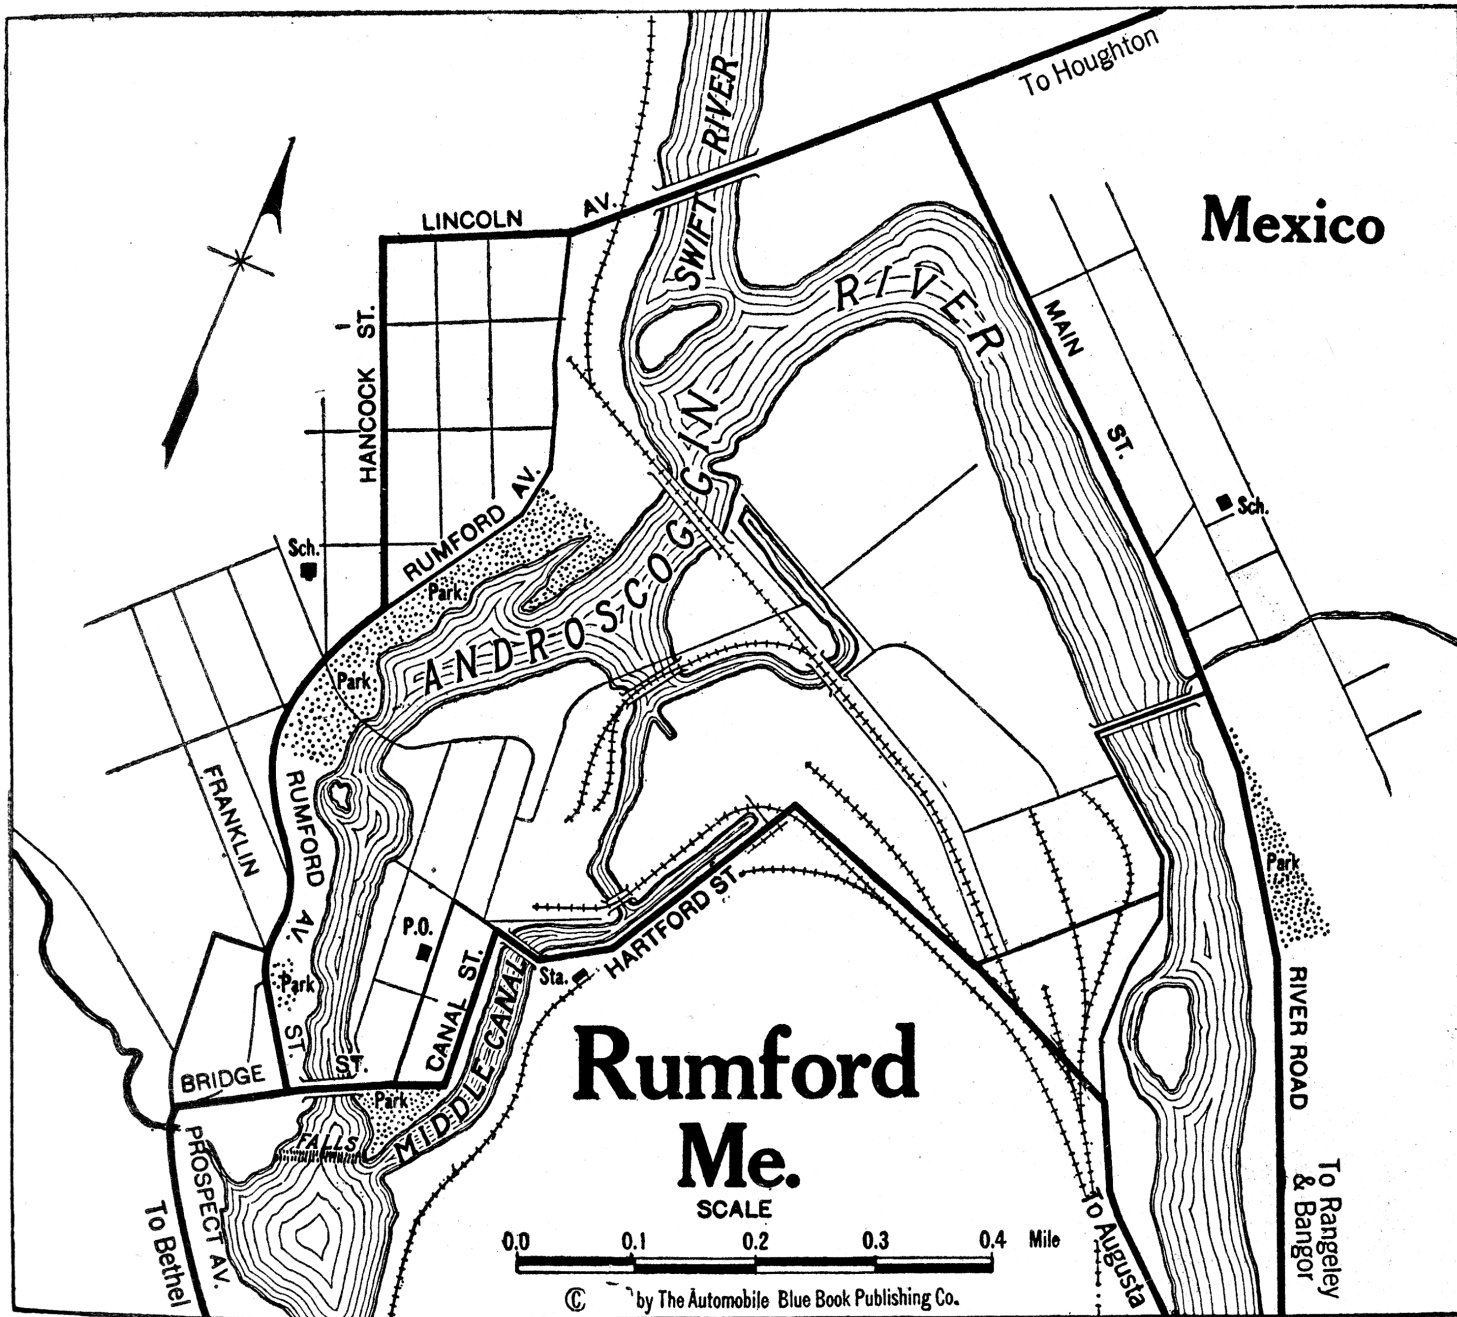 To Houghton
SWIFT RIVER
Mexico
LINCOLN AV.
HANCOCK ST.
RIVER
MAIN ST.
RUMFORD AV.
Sch.
Sch.
Park
ANDROSCOGGIN
Park
FRANKLIN
RUMFORD AV.
Park
P.O.
HARTFORD ST.
Sta.
CANAL ST.
MIDDLE CANAL
Park
ST.
BRIDGE ST.
Park
FALLS
PROSPECT AV.
To Bethel
RIVER ROAD
Rumford
Me.
SCALE
0.0 0.1 0.2 0.3 0.4 Mile
© by The Automobile Blue Book Publishing Co.
To Augusta
To Rangeley
& Bangor